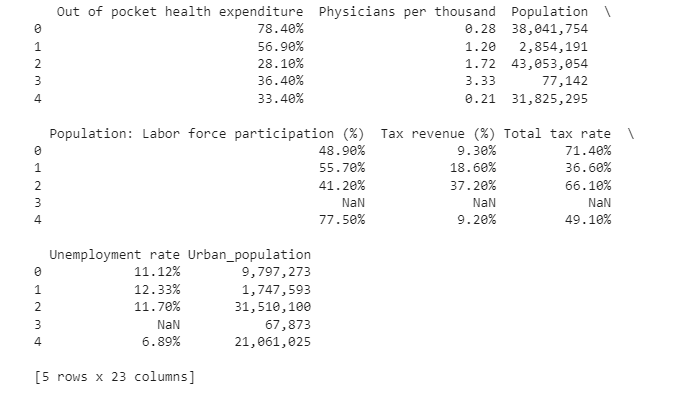 Out of pocket health expenditure Physicians per thousand Population \
0 78.40% 0.28 38,041,754
1 56.90% 1.20 2,854,191
2 28.10% 1.72 43,053,054
3 36.40% 3.33 77,142
4 33.40% 0.21 31,825,295
Population: Labor force participation (%) Tax revenue (%) Total tax rate \
0 48.90% 9.30% 71.40%
1 55.70% 18.60% 36.60%
2 41.20% 37.20% 66.10%
3 NaN NaN NaN
4 77.50% 9.20% 49.10%
Unemployment rate Urban_population
0 11.12% 9,797,273
1 12.33% 1,747,593
2 11.70% 31,510,100
3 NaN 67,873
4 6.89% 21,061,025
[5 rows x 23 columns]